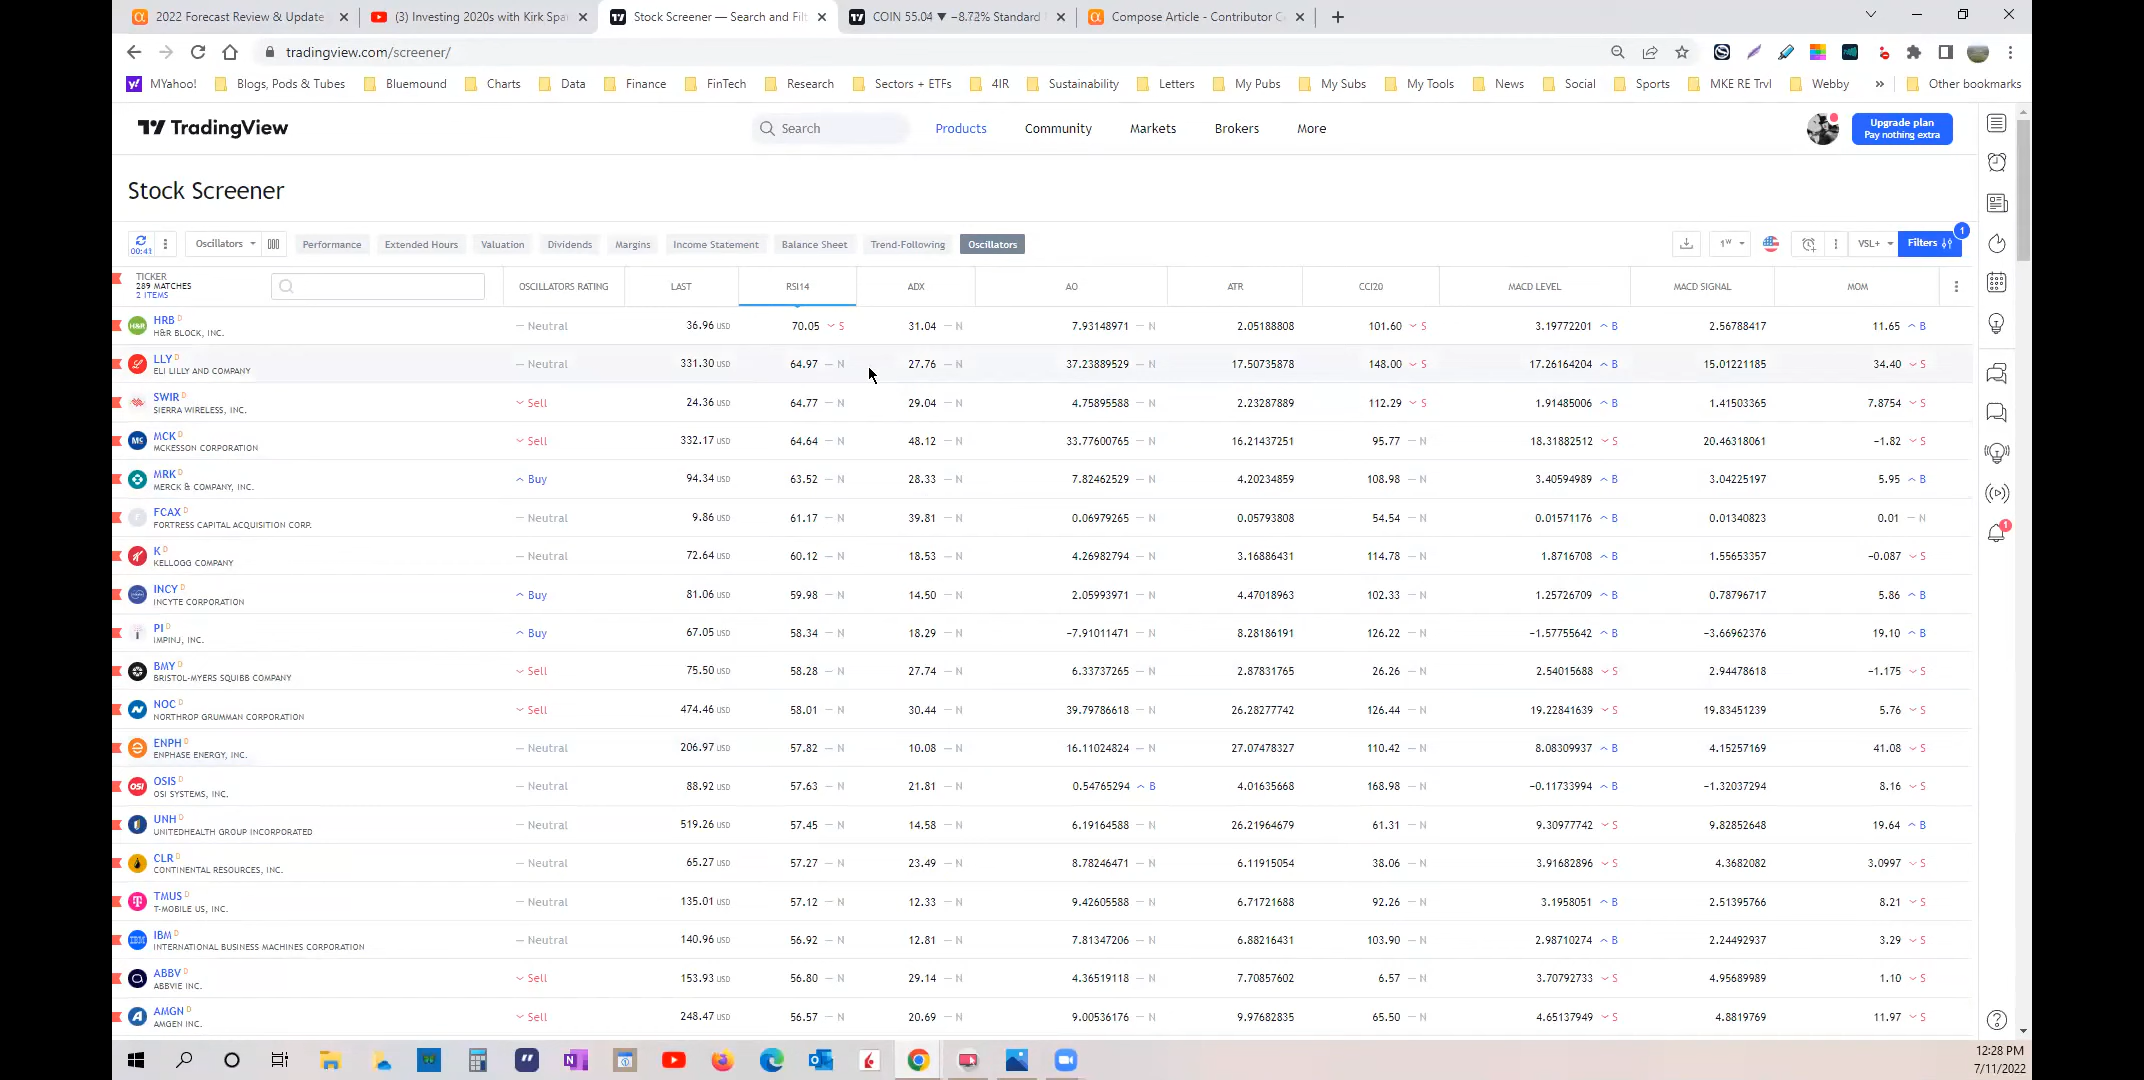 2022 Forecast Review & Update
(3) Investing 2020s with Kirk Spa
Stock Screener — Search and Filt
COIN 55.04 ▼ −8.72% Standard
Compose Article - Contributor C
tradingview.com/screener/
MYahoo!
Blogs, Pods & Tubes
Bluemound
Charts
Data
Finance
FinTech
Research
Sectors + ETFs
4IR
Sustainability
Letters
My Pubs
My Subs
My Tools
News
Social
Sports
MKE RE Trvl
Webby
»
Other bookmarks
TradingView
Search
Products
Community
Markets
Brokers
More
Upgrade plan
Pay nothing extra
Stock Screener
00:41
Oscillators
Performance
Extended Hours
Valuation
Dividends
Margins
Income Statement
Balance Sheet
Trend-Following
Oscillators
1W
VSL+
Filters
1
TICKER
289 MATCHES
2 ITEMS
OSCILLATORS RATING LAST RSI14 ADX AO ATR CCI20 MACD LEVEL MACD SIGNAL MOM
HRB D — Neutral 36.96 USD 70.05 S 31.04 — N 7.93148971 — N 2.05188808 101.60 S 3.19772201 B 2.56788417 11.65 B
H&R BLOCK, INC.
LLY D — Neutral 331.30 USD 64.97 — N 27.76 — N 37.23889529 — N 17.50735878 148.00 S 17.26164204 B 15.01221185 34.40 S
ELI LILLY AND COMPANY
SWIR D Sell 24.36 USD 64.77 — N 29.04 — N 4.75895588 — N 2.23287889 112.29 S 1.91485006 B 1.41503365 7.8754 S
SIERRA WIRELESS, INC.
MCK D Sell 332.17 USD 64.64 — N 48.12 — N 33.77600765 — N 16.21437251 95.77 — N 18.31882512 S 20.46318061 −1.82 S
MCKESSON CORPORATION
MRK D Buy 94.34 USD 63.52 — N 28.33 — N 7.82462529 — N 4.20234859 108.98 — N 3.40594989 B 3.04225197 5.95 B
MERCK & COMPANY, INC.
FCAX D — Neutral 9.86 USD 61.17 — N 39.81 — N 0.06979265 — N 0.05793808 54.54 — N 0.01571176 B 0.01340823 0.01 — N
FORTRESS CAPITAL ACQUISITION CORP.
K D — Neutral 72.64 USD 60.12 — N 18.53 — N 4.26982794 — N 3.16886431 114.78 — N 1.8716708 B 1.55653357 −0.087 S
KELLOGG COMPANY
INCY D Buy 81.06 USD 59.98 — N 14.50 — N 2.05993971 — N 4.47018963 102.33 — N 1.25726709 B 0.78796717 5.86 B
INCYTE CORPORATION
PI D Buy 67.05 USD 58.34 — N 18.29 — N −7.91011471 — N 8.28186191 126.22 — N −1.57755642 B −3.66962376 19.10 B
IMPINJ, INC.
BMY D Sell 75.50 USD 58.28 — N 27.74 — N 6.33737265 — N 2.87831765 26.26 — N 2.54015688 S 2.94478618 −1.175 S
BRISTOL-MYERS SQUIBB COMPANY
NOC D Sell 474.46 USD 58.01 — N 30.44 — N 39.79786618 — N 26.28277742 126.44 — N 19.22841639 S 19.83451239 5.76 S
NORTHROP GRUMMAN CORPORATION
ENPH D — Neutral 206.97 USD 57.82 — N 10.08 — N 16.11024824 — N 27.07478327 110.42 — N 8.08309937 B 4.15257169 41.08 S
ENPHASE ENERGY, INC.
OSIS D — Neutral 88.92 USD 57.63 — N 21.81 — N 0.54765294 B 4.01635668 168.98 — N −0.11733994 B −1.32037294 8.16 S
OSI SYSTEMS, INC.
UNH D — Neutral 519.26 USD 57.45 — N 14.58 — N 6.19164588 — N 26.21964679 61.31 — N 9.30977742 S 9.82852648 19.64 B
UNITEDHEALTH GROUP INCORPORATED
CLR D — Neutral 65.27 USD 57.27 — N 23.49 — N 8.78246471 — N 6.11915054 38.06 — N 3.91682896 S 4.3682082 3.0997 S
CONTINENTAL RESOURCES, INC.
TMUS D — Neutral 135.01 USD 57.12 — N 12.33 — N 9.42605588 — N 6.71721688 92.26 — N 3.1958051 B 2.51395766 8.21 S
T-MOBILE US, INC.
IBM D — Neutral 140.96 USD 56.92 — N 12.81 — N 7.81347206 — N 6.88216431 103.90 — N 2.98710274 B 2.24492937 3.29 S
INTERNATIONAL BUSINESS MACHINES CORPORATION
ABBV D Sell 153.93 USD 56.80 — N 29.14 — N 4.36519118 — N 7.70857602 6.57 — N 3.70792733 S 4.95689989 1.10 S
ABBVIE INC.
AMGN D Sell 248.47 USD 56.57 — N 20.69 — N 9.00536176 — N 9.97682835 65.50 — N 4.65137949 S 4.8819769 11.97 S
AMGEN INC.
12:28 PM
7/11/2022